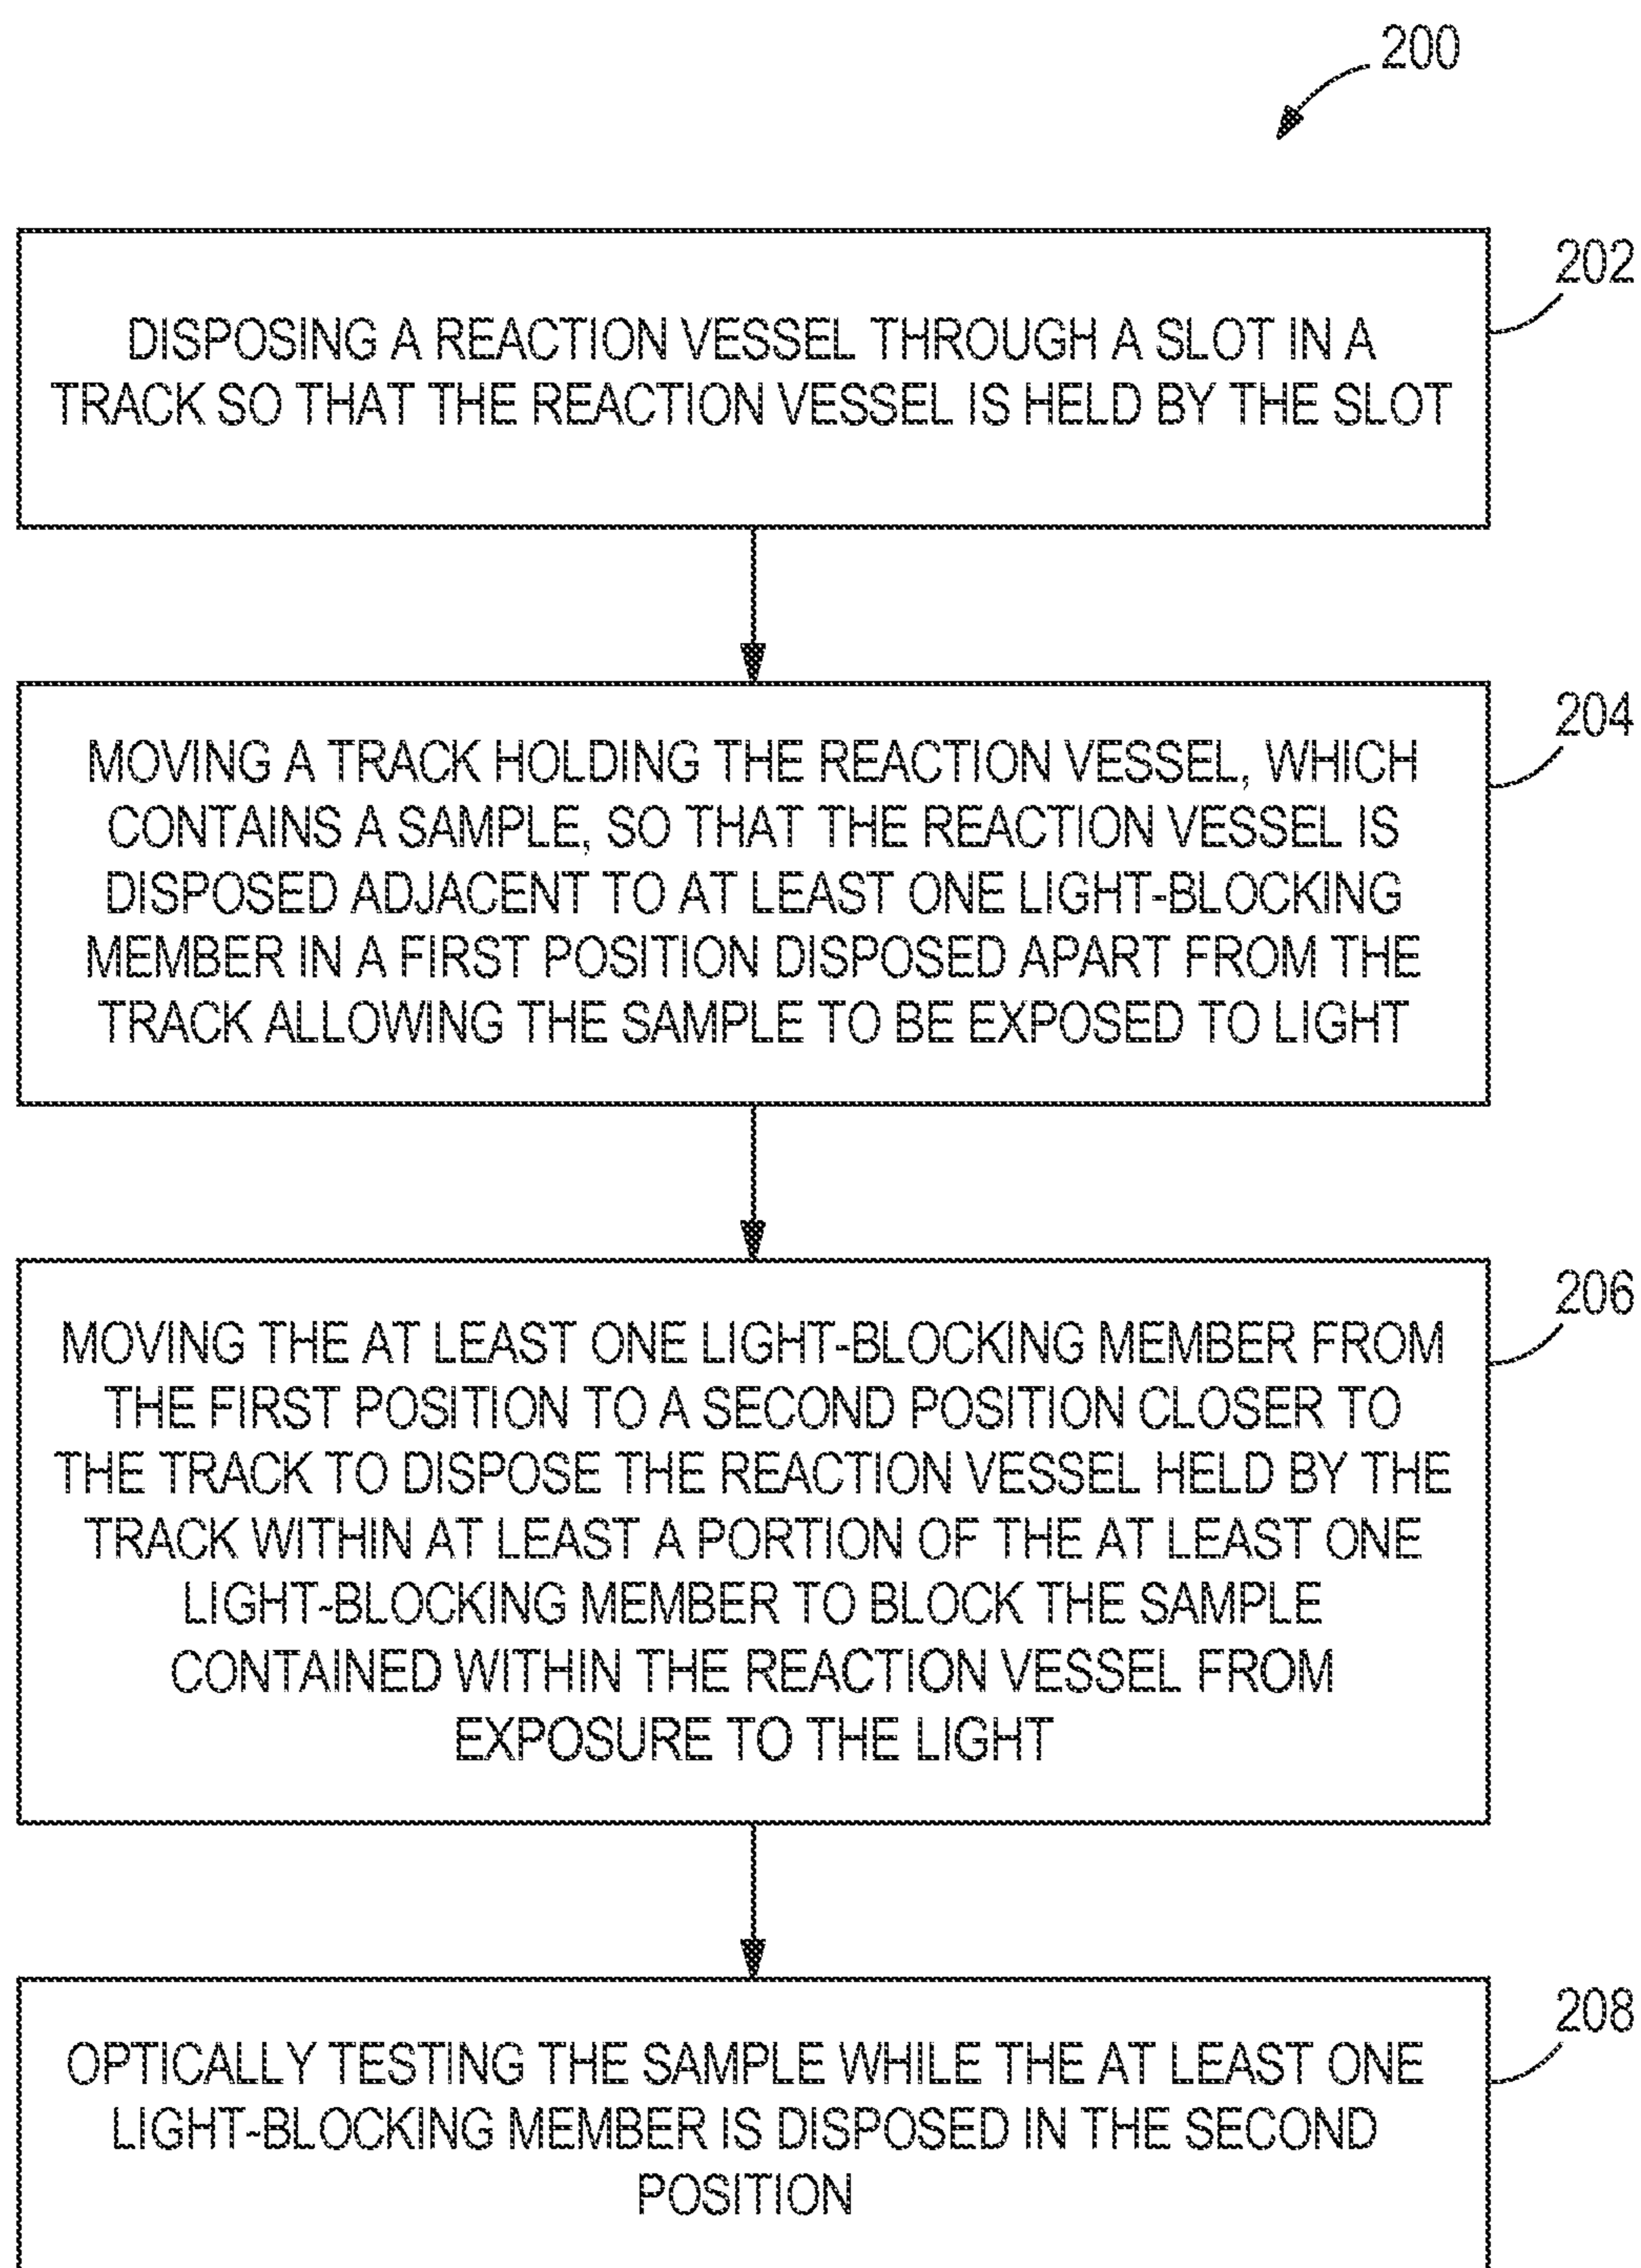 200
202
DISPOSING A REACTION VESSEL THROUGH A SLOT IN A
TRACK SO THAT THE REACTION VESSEL IS HELD BY THE SLOT
204
MOVING A TRACK HOLDING THE REACTION VESSEL, WHICH
CONTAINS A SAMPLE, SO THAT THE REACTION VESSEL IS
DISPOSED ADJACENT TO AT LEAST ONE LIGHT-BLOCKING
MEMBER IN A FIRST POSITION DISPOSED APART FROM THE
TRACK ALLOWING THE SAMPLE TO BE EXPOSED TO LIGHT
206
MOVING THE AT LEAST ONE LIGHT-BLOCKING MEMBER FROM
THE FIRST POSITION TO A SECOND POSITION CLOSER TO
THE TRACK TO DISPOSE THE REACTION VESSEL HELD BY THE
TRACK WITHIN AT LEAST A PORTION OF THE AT LEAST ONE
LIGHT-BLOCKING MEMBER TO BLOCK THE SAMPLE
CONTAINED WITHIN THE REACTION VESSEL FROM
EXPOSURE TO THE LIGHT
208
OPTICALLY TESTING THE SAMPLE WHILE THE AT LEAST ONE
LIGHT-BLOCKING MEMBER IS DISPOSED IN THE SECOND
POSITION